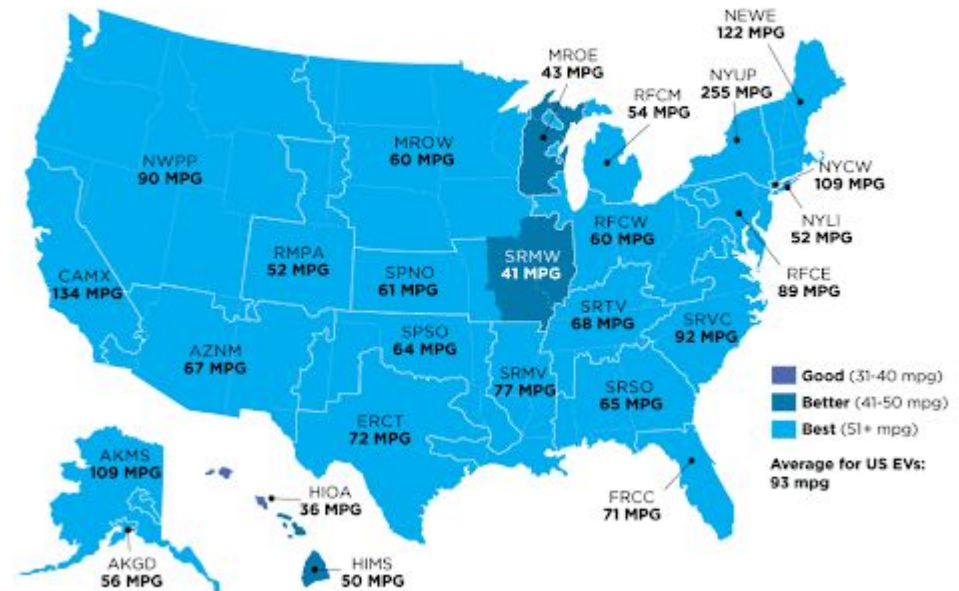 NEWE
122 MPG
MROE
43 MPG
NYUP
255 MPG
RFCM
54 MPG
MROW
60 MPG
NWPP
90 MPG
NYCW
109 MPG
NYLI
52 MPG
RFCW
60 MPG
RMPA
52 MPG
SRMW
41 MPG
CAMX
134 MPG
SPNO
61 MPG
RFCE
89 MPG
SRTV
68 MPG
SRVC
92 MPG
SPSO
64 MPG
AZNM
67 MPG
SRMV
77 MPG
SRSO
65 MPG
ERCT
72 MPG
Good (31-40 mpg)
Better (41-50 mpg)
Best (51+ mpg)
Average for US EVs:
93 mpg
AKMS
109 MPG
HIOA
36 MPG
FRCC
71 MPG
AKGD
56 MPG
HIMS
50 MPG